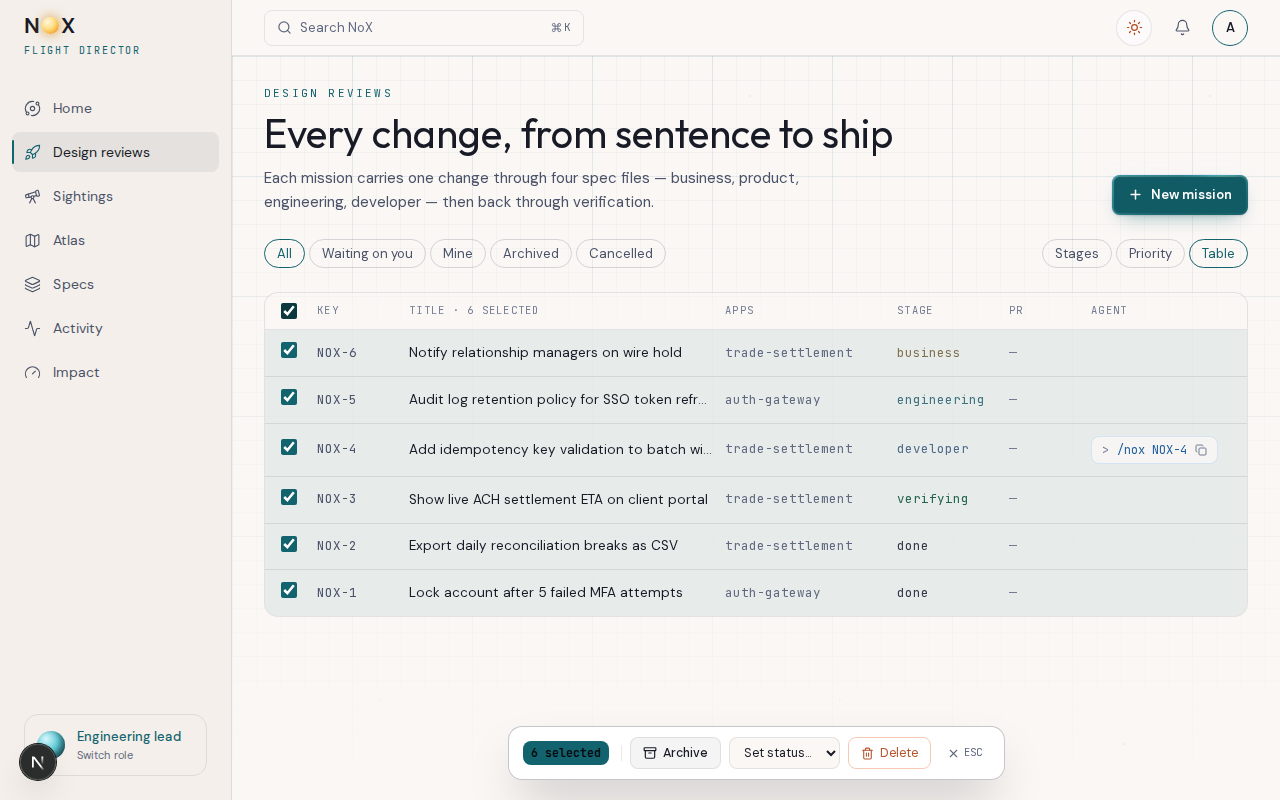 NOX
FLIGHT DIRECTOR
Search NoX
⌘K
A
Home
Design reviews
Sightings
Atlas
Specs
Activity
Impact
DESIGN REVIEWS
Every change, from sentence to ship
Each mission carries one change through four spec files — business, product,
engineering, developer — then back through verification.
+ New mission
All
Waiting on you
Mine
Archived
Cancelled
Stages
Priority
Table
KEY TITLE · 6 SELECTED APPS STAGE PR AGENT
NOX-6 Notify relationship managers on wire hold trade-settlement business —
NOX-5 Audit log retention policy for SSO token refr… auth-gateway engineering —
NOX-4 Add idempotency key validation to batch wi… trade-settlement developer — > /nox NOX-4
NOX-3 Show live ACH settlement ETA on client portal trade-settlement verifying —
NOX-2 Export daily reconciliation breaks as CSV trade-settlement done —
NOX-1 Lock account after 5 failed MFA attempts auth-gateway done —
Engineering lead
Switch role
N
6 selected
Archive
Set status…
Delete
ESC